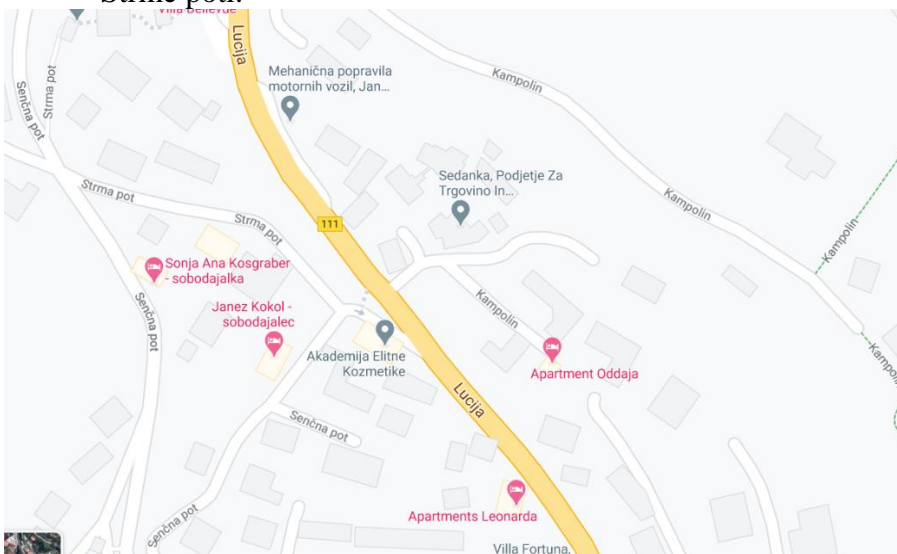 Strme poti.
Villa Bellevue
Lucija
Mehanična popravila
motornih vozil, Jan...
Kampolin
Senčna pot
Strma pot
Sedanka, Podjetje Za
Trgovino In...
Strma pot
Kampolin
Strma pot
111
Kampolin
Sonja Ana Kosgraber
- sobodajalka
Senčna pot
Janez Kokol -
sobodajalec
Kampolin
Akademija Elitne
Kozmetike
Kampolin
Apartment Oddaja
Lucija
Senčna pot
Apartments Leonarda
Senčna pot
Villa Fortuna,